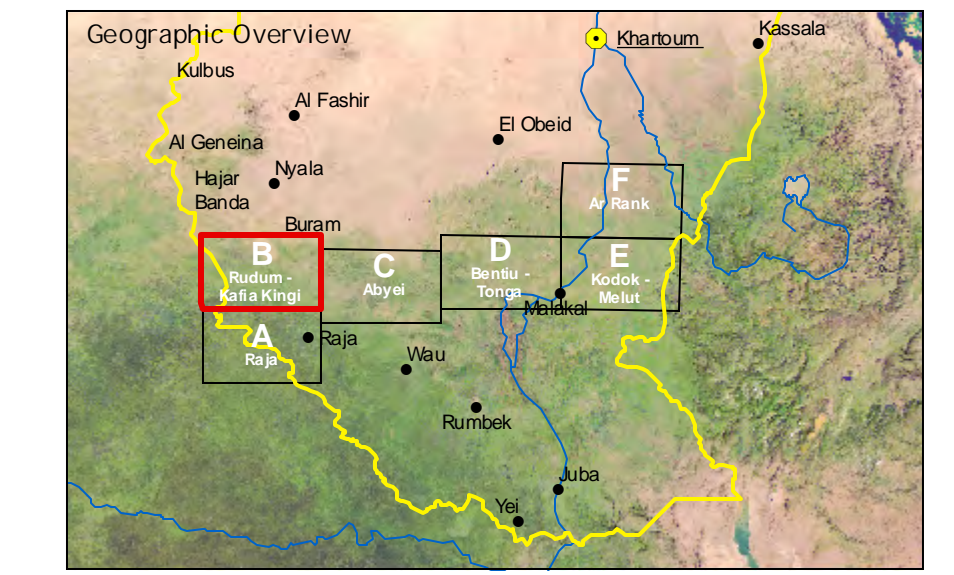 Geographic Overview
Khartoum
Kassala
Kulbus
Al Fashir
El Obeid
Al Geneina
Nyala
Hajar
Banda
F
Ar Rank
Buram
B
Rudum -
Kafia Kingi
C
Abyei
D
Bentiu -
Tonga
E
Kodok -
Melut
Malakal
A
Raja
Raja
Wau
Rumbek
Juba
Yei